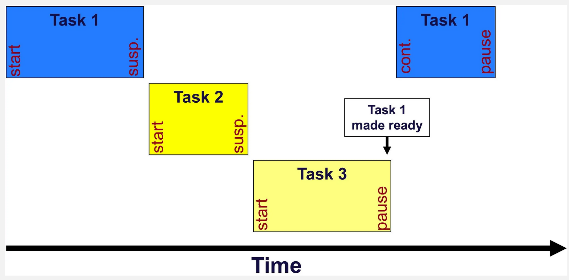 Task 1
start
susp.
Task 1
cont.
pause
Task 2
start
susp.
Task 1
made ready
Task 3
start
pause
Time